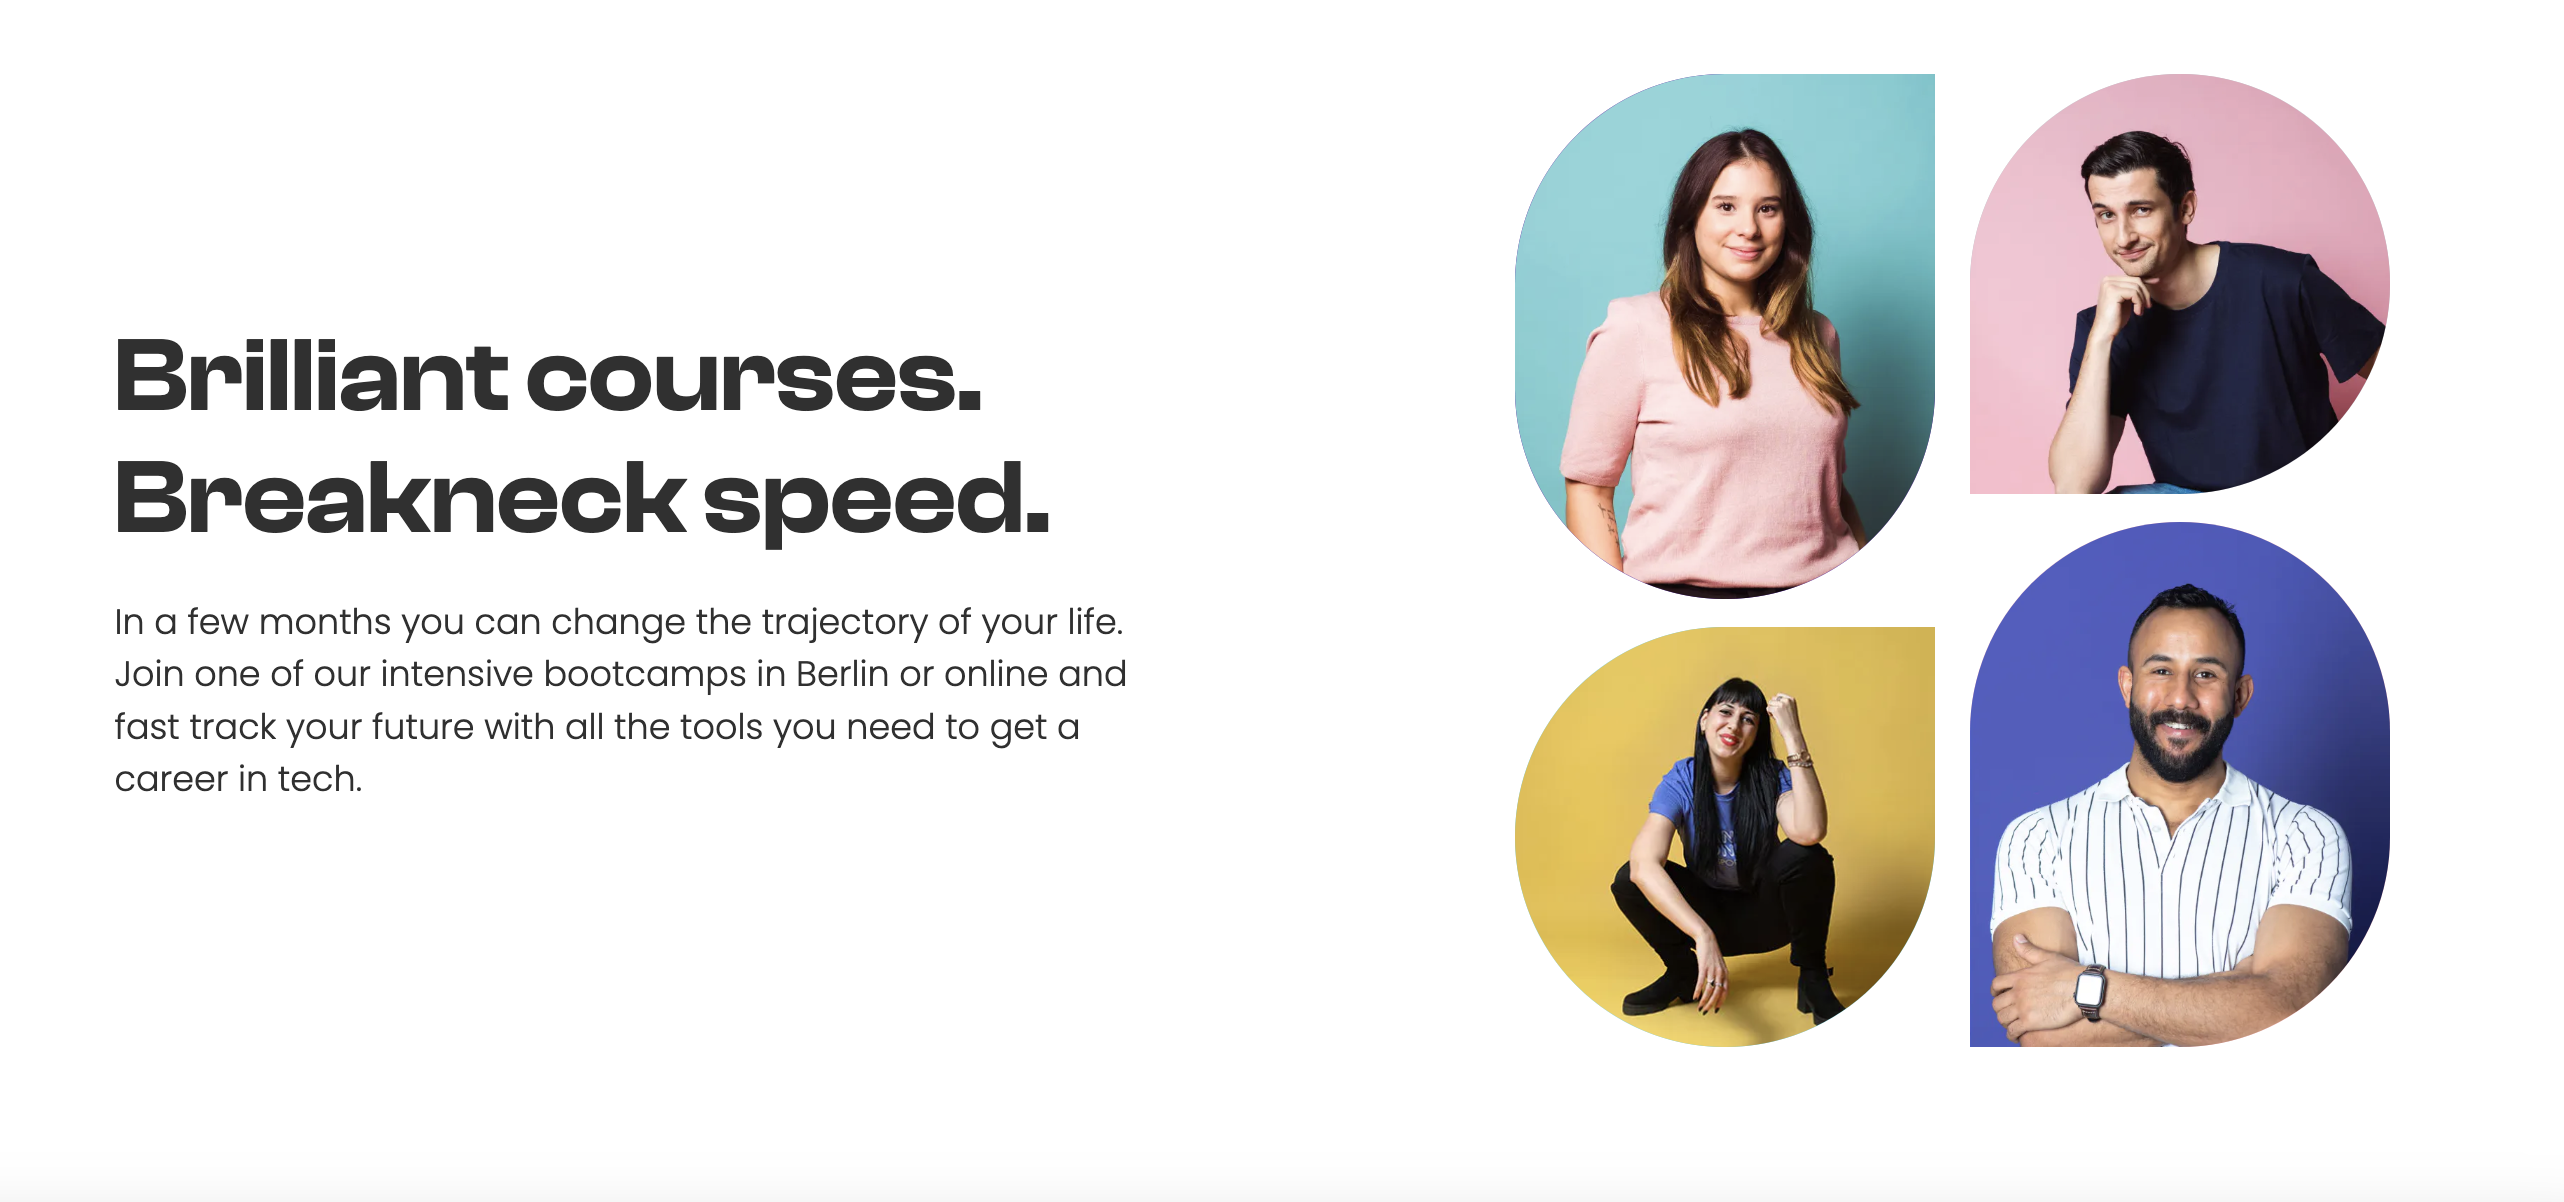 Brilliant courses.
Breakneck speed.
In a few months you can change the trajectory of your life.
Join one of our intensive bootcamps in Berlin or online and
fast track your future with all the tools you need to get a
career in tech.